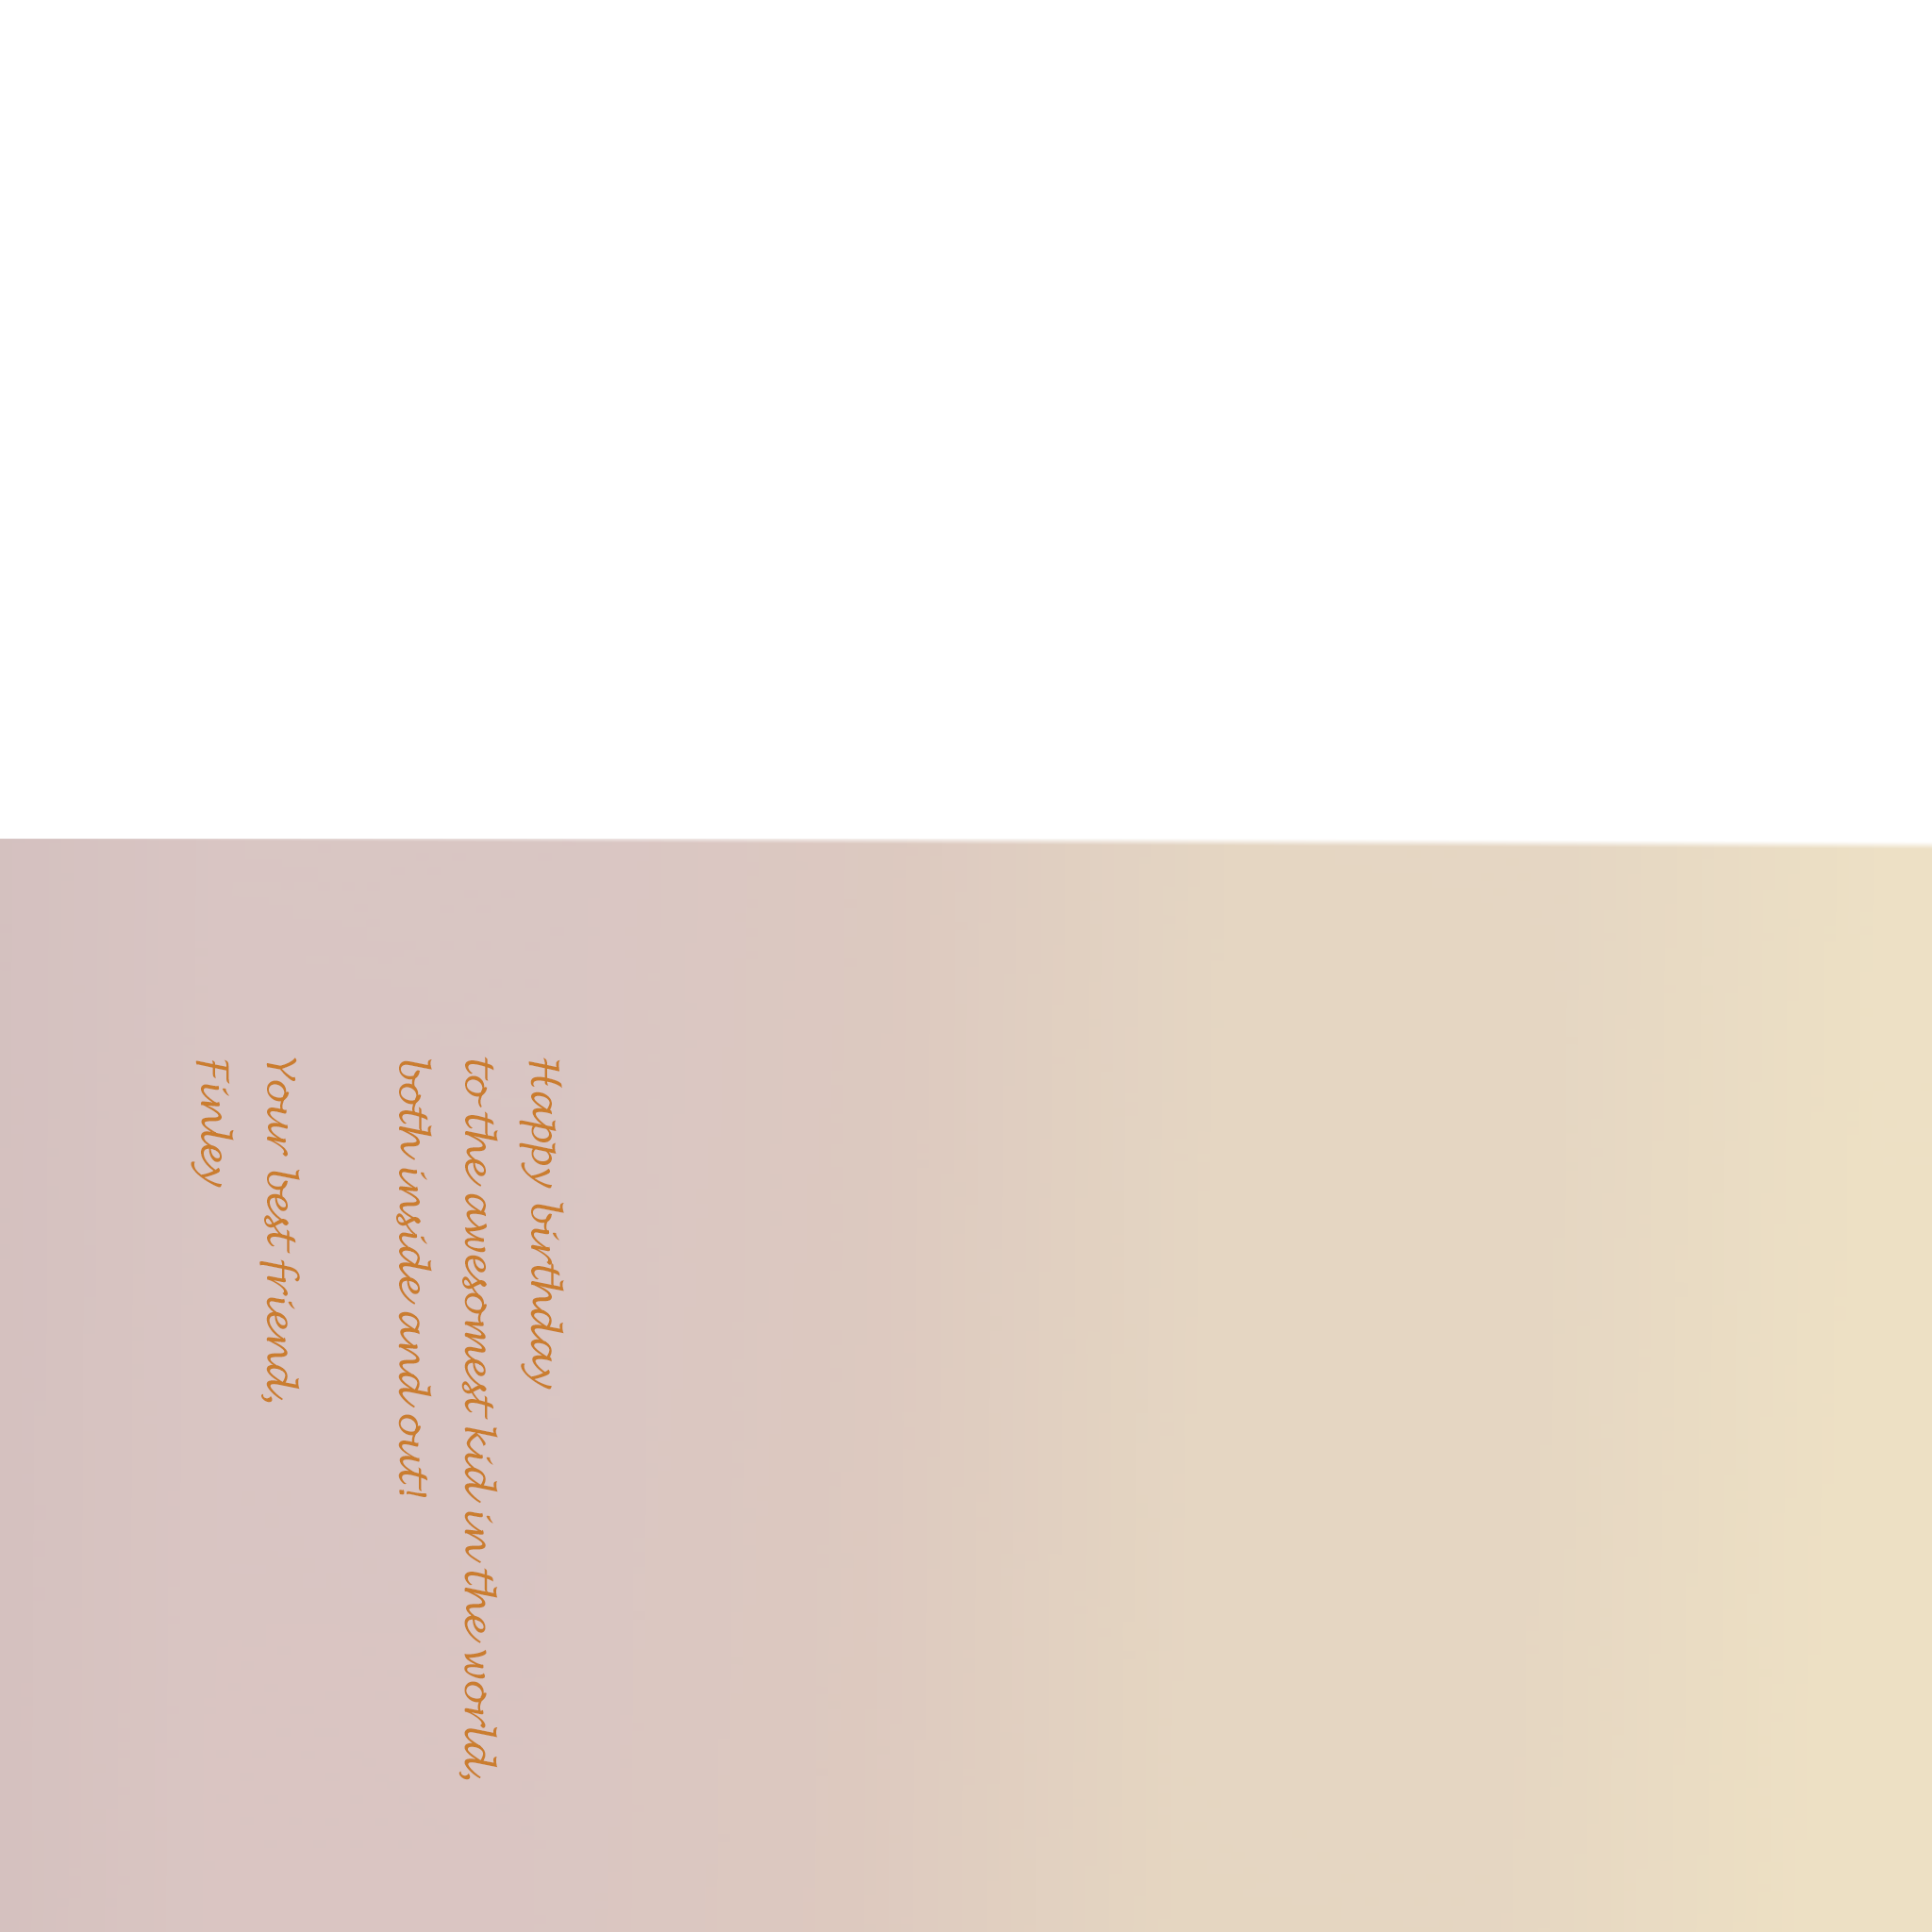 Happy birthday
to the awesomest kid in the world,
both inside and out!
Your best friend,
Finley